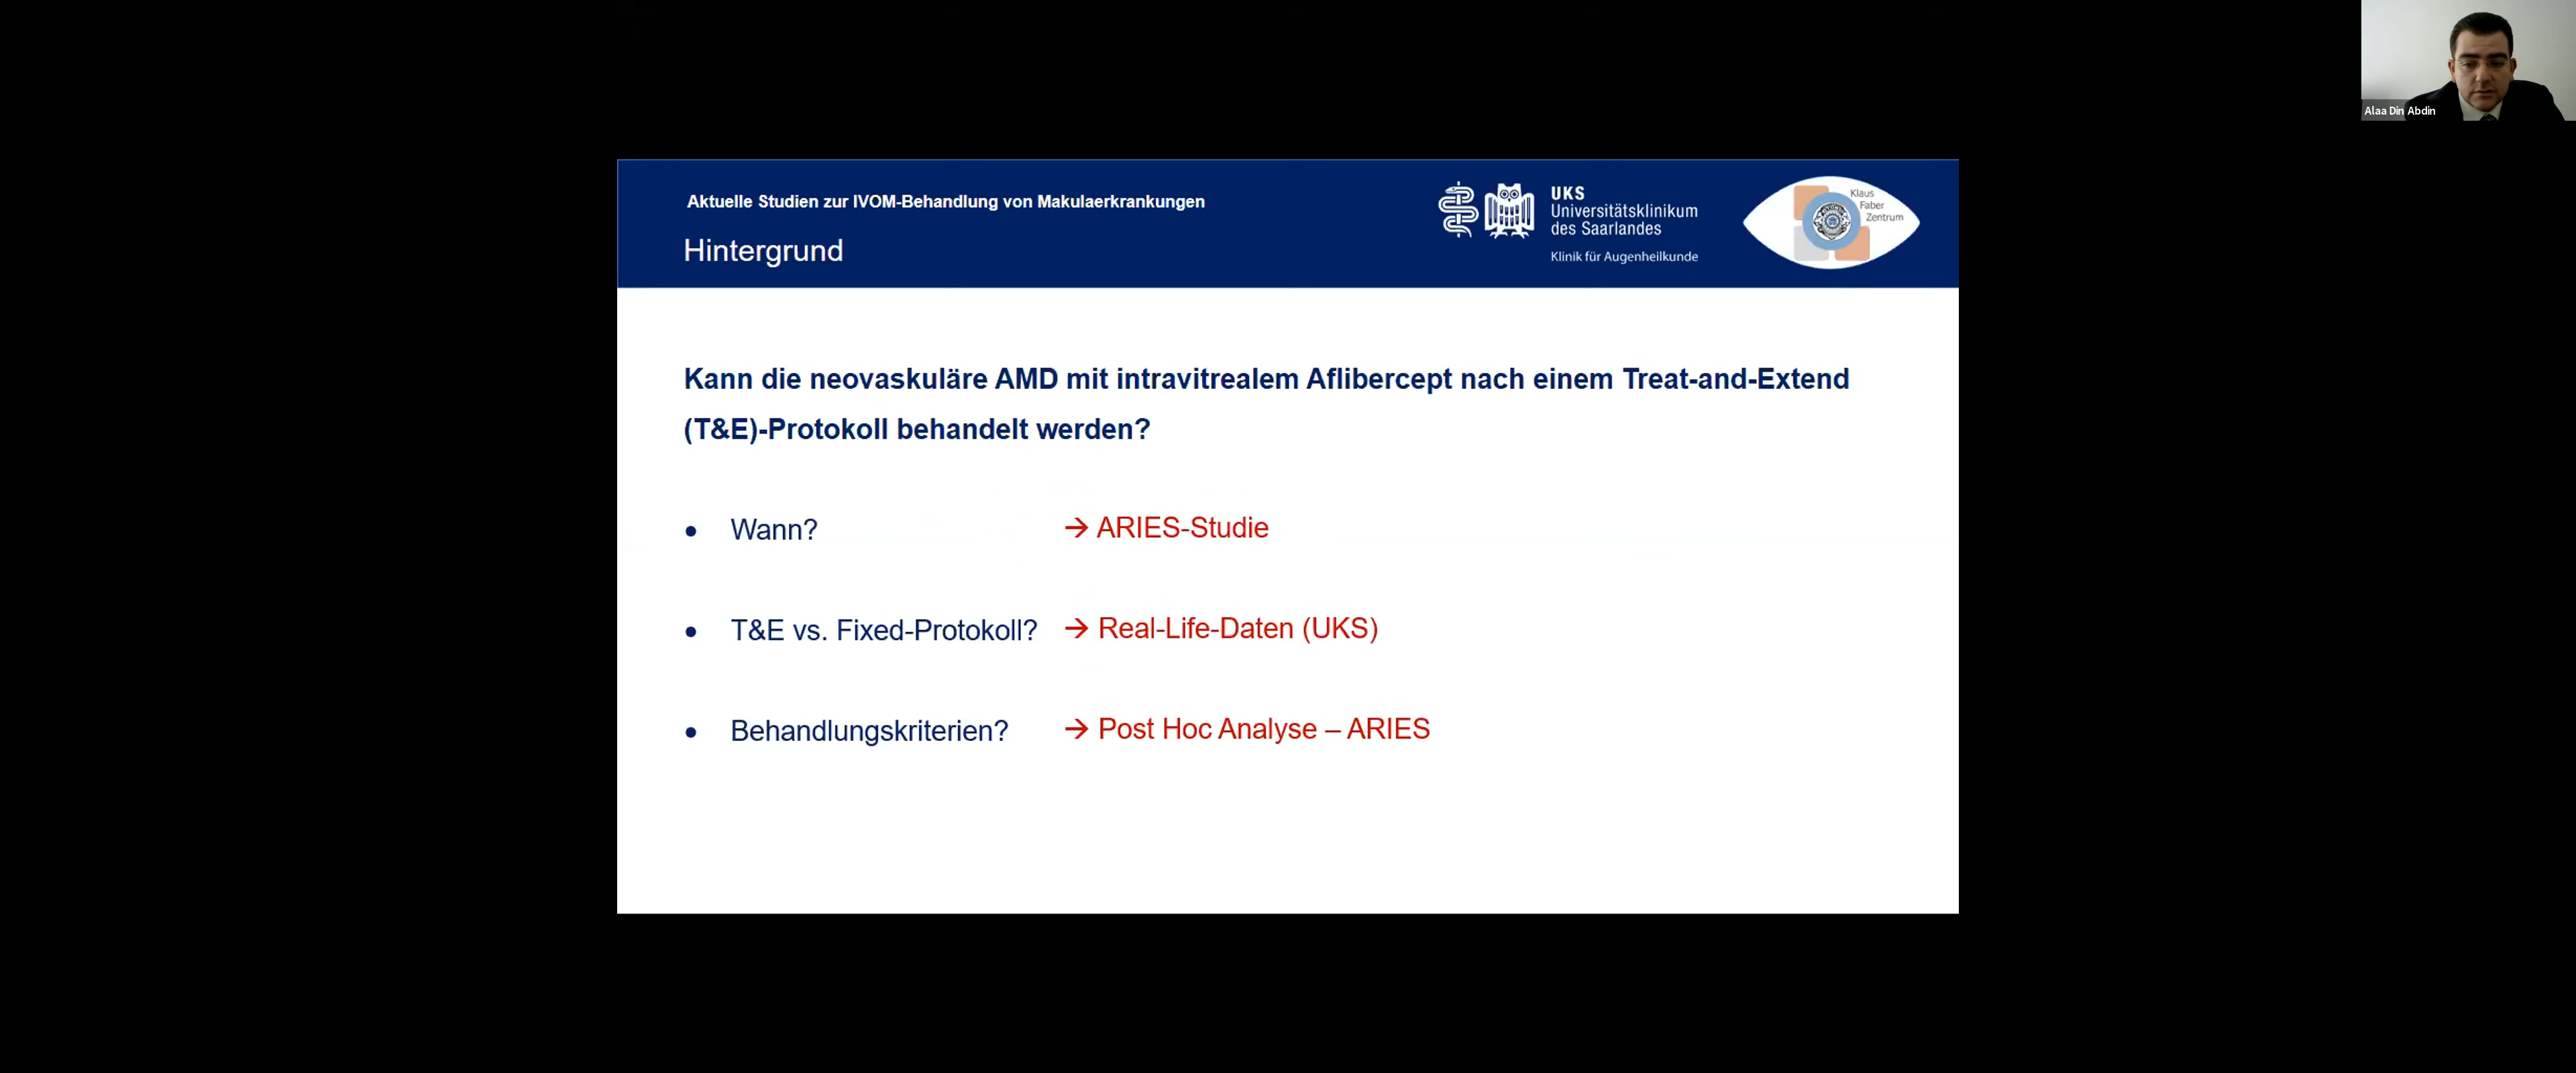 Alaa Din Abdin
Aktuelle Studien zur IVOM-Behandlung von Makulaerkrankungen
Hintergrund
UKS
Universitätsklinikum
des Saarlandes
Klinik für Augenheilkunde
Klaus
Faber
Zentrum
Kann die neovaskuläre AMD mit intravitrealem Aflibercept nach einem Treat-and-Extend
(T&E)-Protokoll behandelt werden?
• Wann? → ARIES-Studie
• T&E vs. Fixed-Protokoll? → Real-Life-Daten (UKS)
• Behandlungskriterien? → Post Hoc Analyse – ARIES